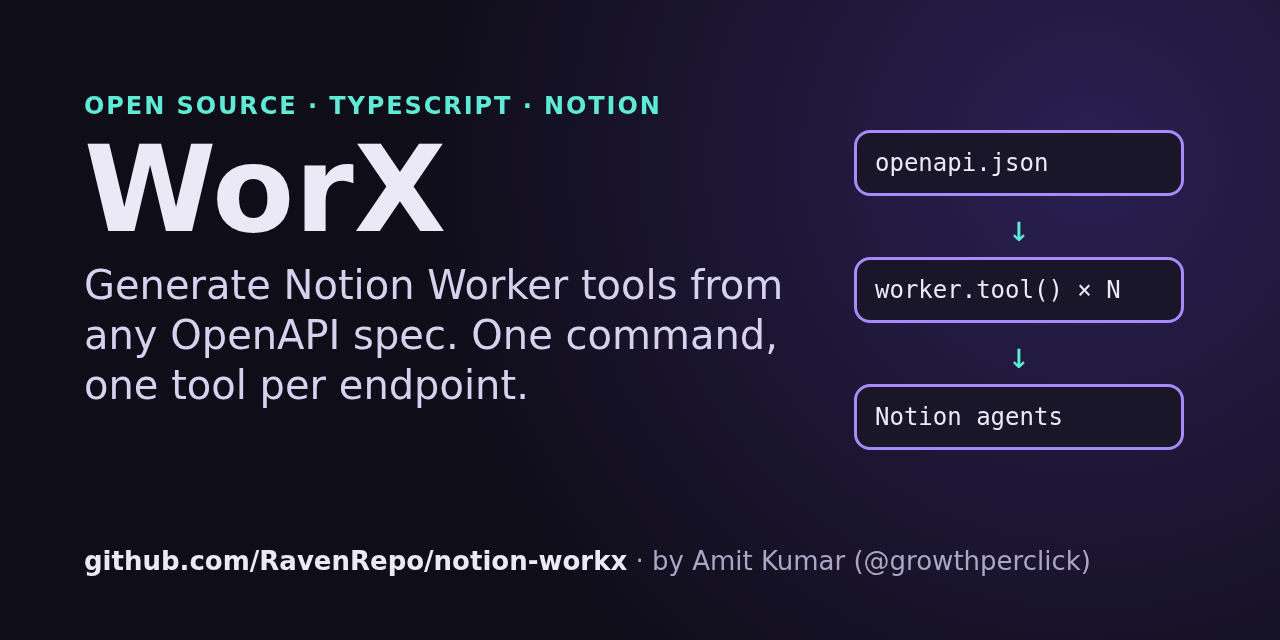 OPEN SOURCE · TYPESCRIPT · NOTION
WorX
Generate Notion Worker tools from
any OpenAPI spec. One command,
one tool per endpoint.
openapi.json
↓
worker.tool() × N
↓
Notion agents
github.com/RavenRepo/notion-workx · by Amit Kumar (@growthperclick)